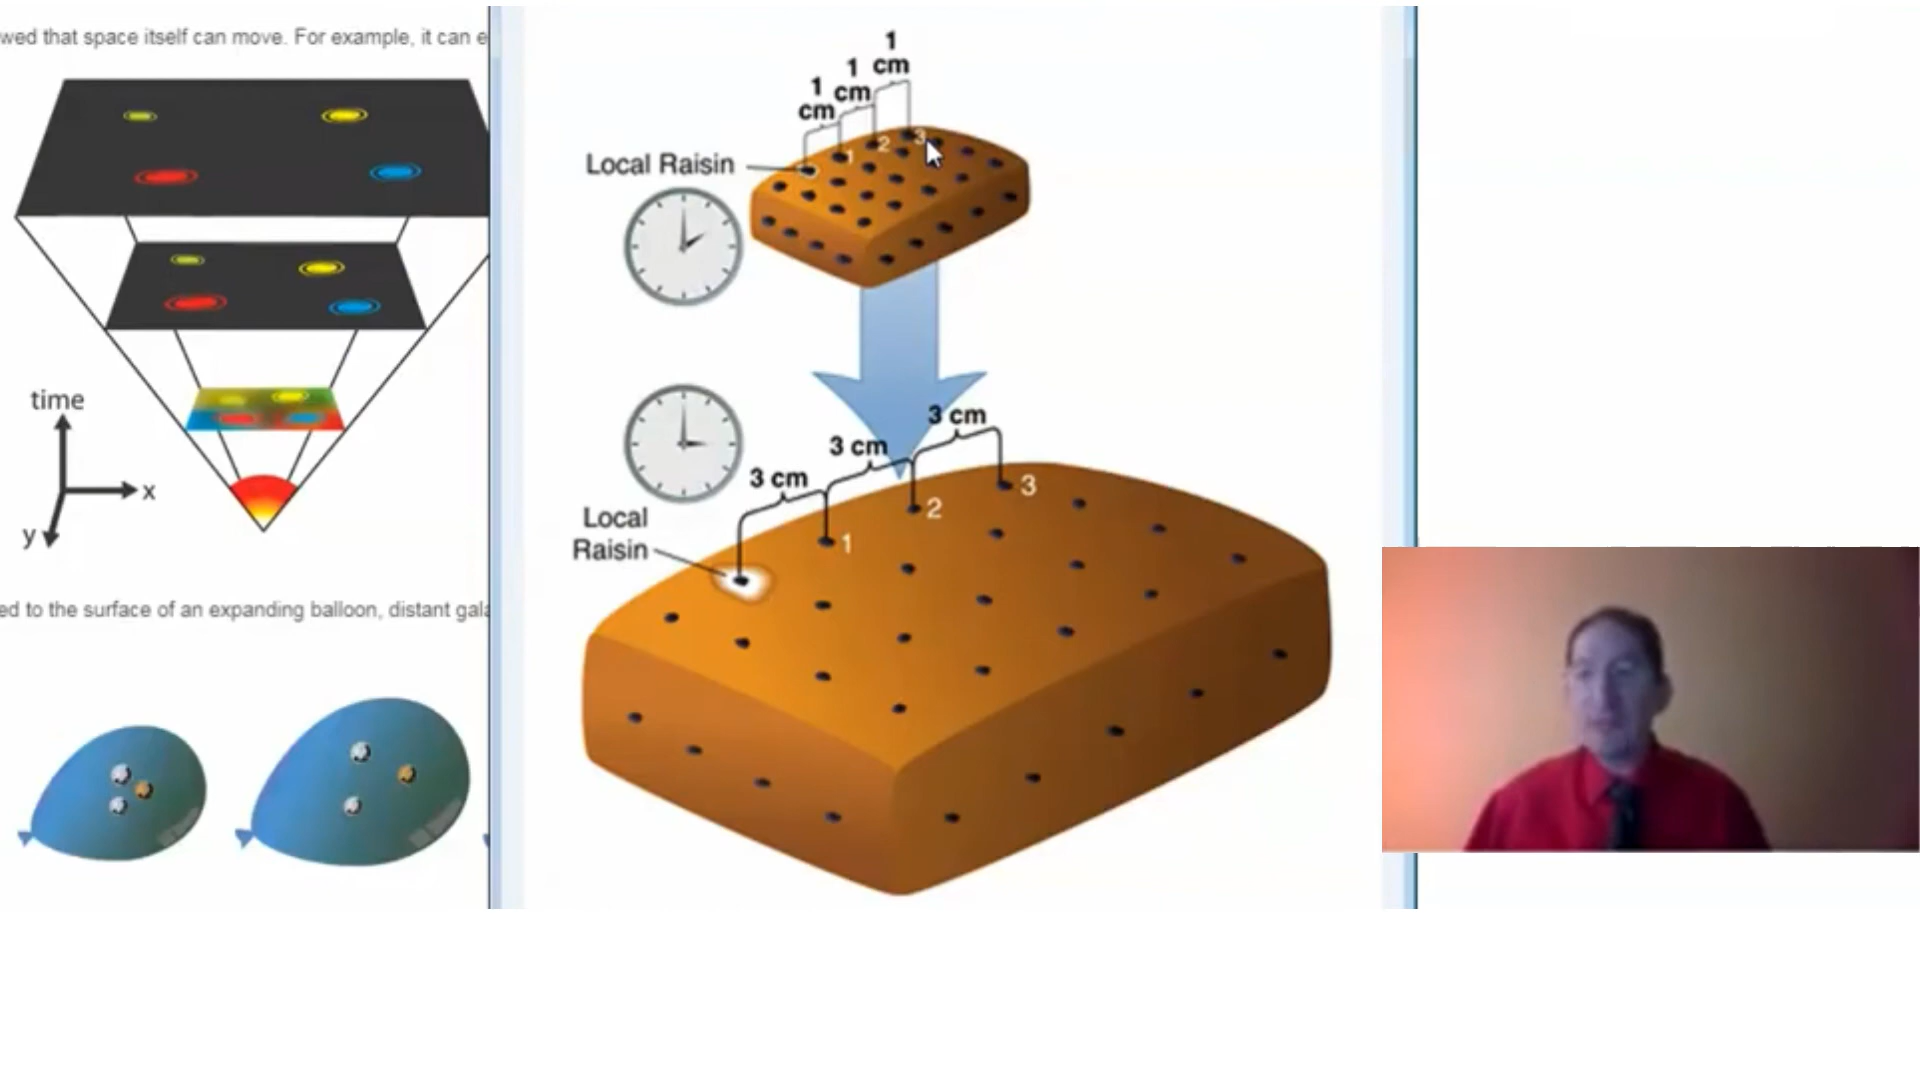 wed that space itself can move. For example, it can e
time
x
y
ed to the surface of an expanding balloon, distant gala
1
cm
1
cm
1
cm
Local Raisin
1
2
3
3 cm
3 cm
3 cm
Local
Raisin
1
2
3